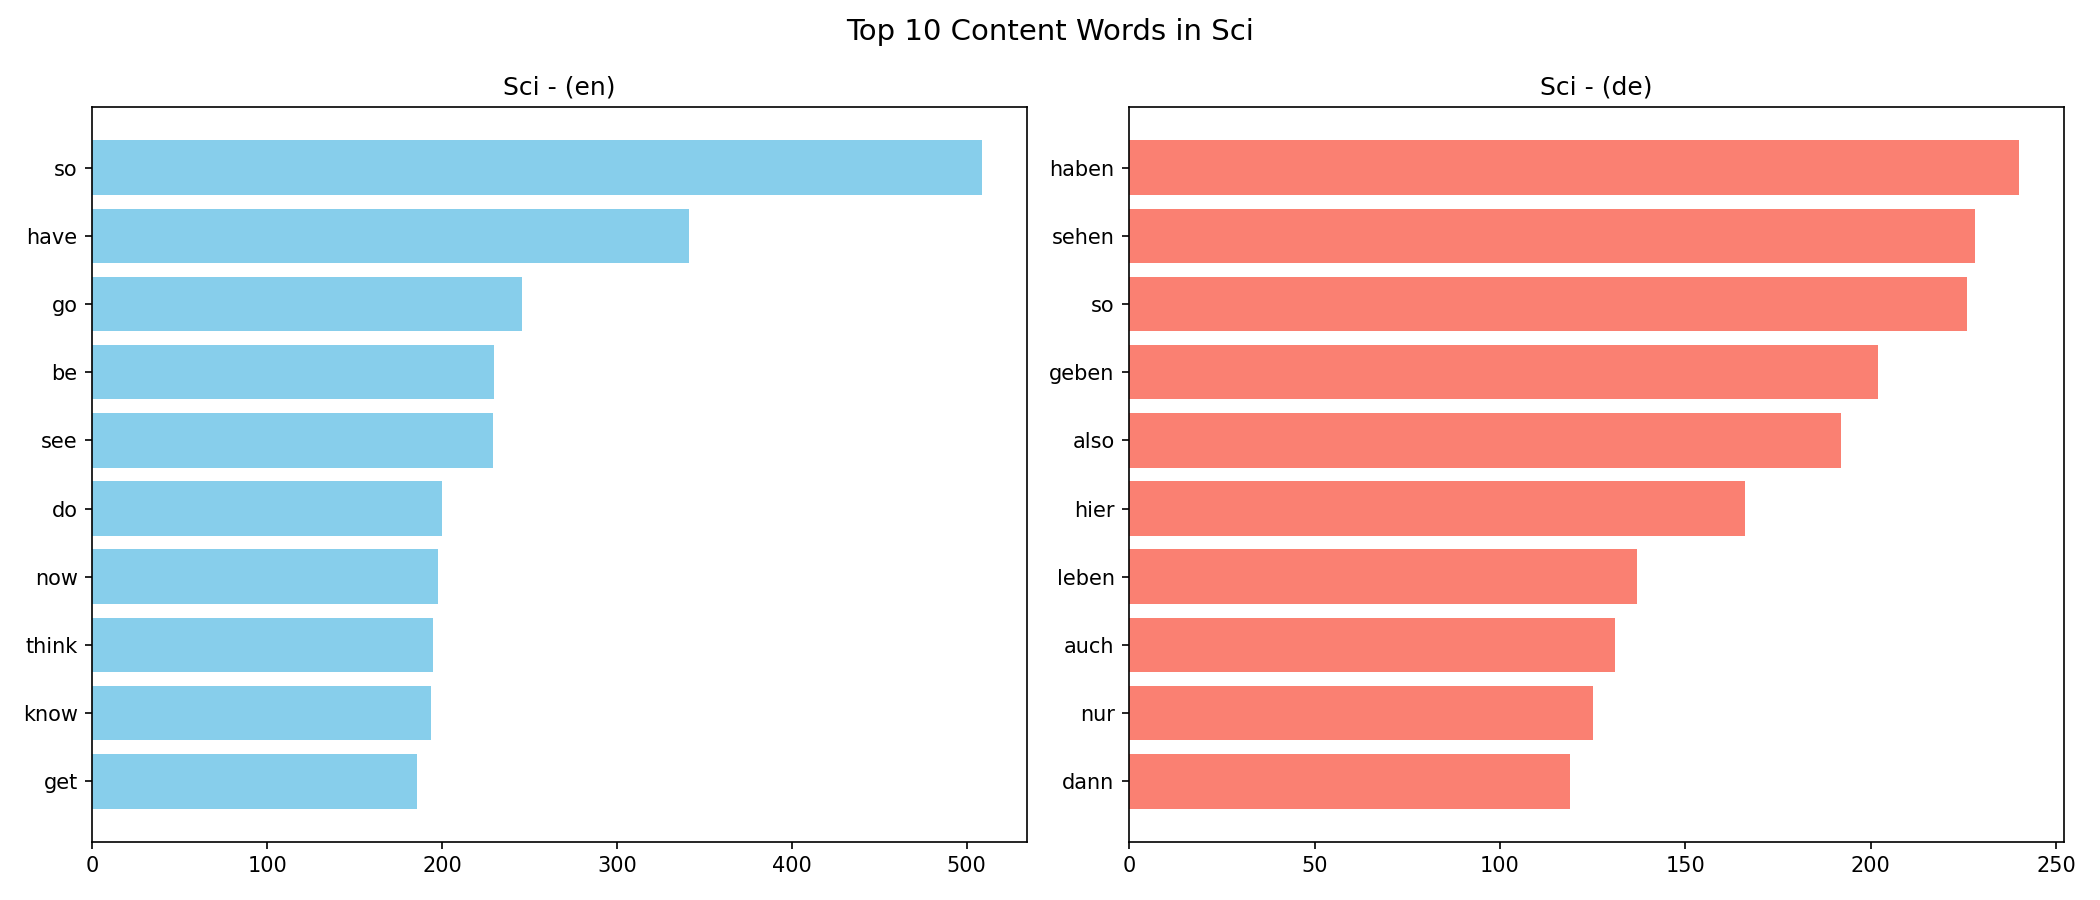 Top 10 Content Words in Sci
Sci - (en)
so
have
go
be
see
do
now
think
know
get
0 100 200 300 400 500
Sci - (de)
haben
sehen
so
geben
also
hier
leben
auch
nur
dann
0 50 100 150 200 250